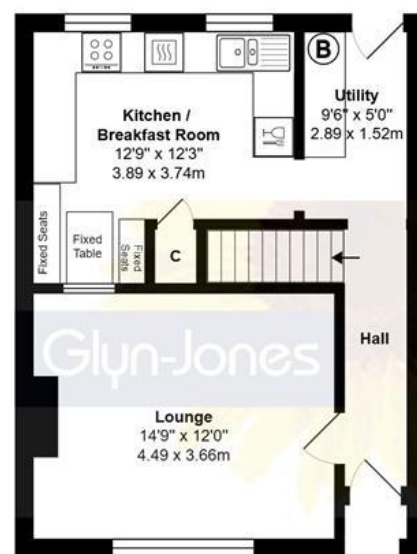 B
Utility
9'6" x 5'0"
2.89 x 1.52m
Kitchen /
Breakfast Room
12'9" x 12'3"
3.89 x 3.74m
Fixed Seats
Fixed
Table
Fixed
Seats
C
Hall
Glyn-Jones
Lounge
14'9" x 12'0"
4.49 x 3.66m